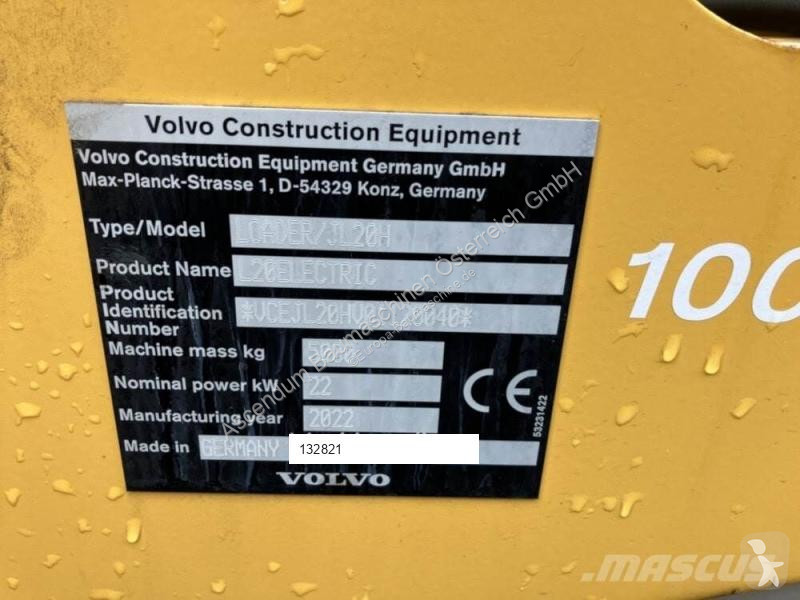 Volvo Construction Equipment
Volvo Construction Equipment Germany GmbH
Max-Planck-Strasse 1, D-54329 Konz, Germany
Type/Model LOADER/JL20H
Product Name L20ELECTRIC
Product
Identification
Number
Machine mass kg
Nominal power kW 22
Manufacturing year 2022
Made in GERMANY
132821
VOLVO
CE
53231422
100
Ascendum Baumaschinen Österreich GmbH
MASCUS